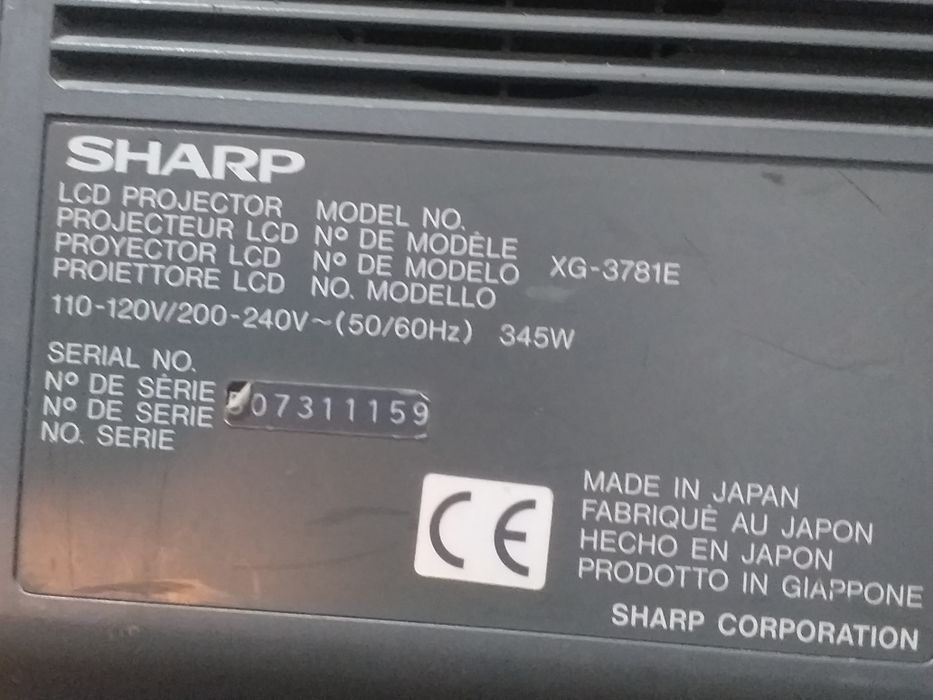 SHARP
LCD PROJECTOR MODEL NO.
PROJECTEUR LCD Nº DE MODÈLE
PROYECTOR LCD Nº DE MODELO XG-3781E
PROIETTORE LCD NO. MODELLO
110-120V/200-240V~(50/60Hz) 345W
SERIAL NO.
Nº DE SÈRIE
Nº DE SERIE 07311159
NO. SERIE
CE
MADE IN JAPAN
FABRIQUÈ AU JAPON
HECHO EN JAPON
PRODOTTO IN GIAPPONE
SHARP CORPORATION